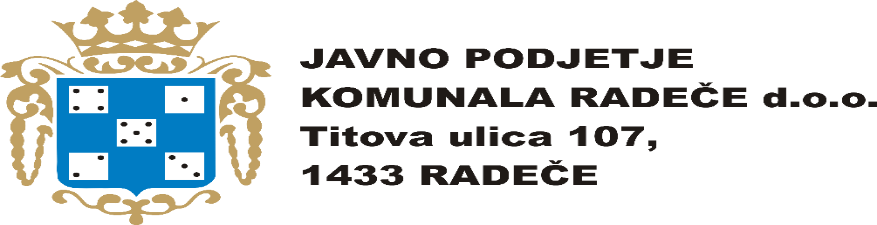 JAVNO PODJETJE
KOMUNALA RADEČE d.o.o.
Titova ulica 107,
1433 RADEČE